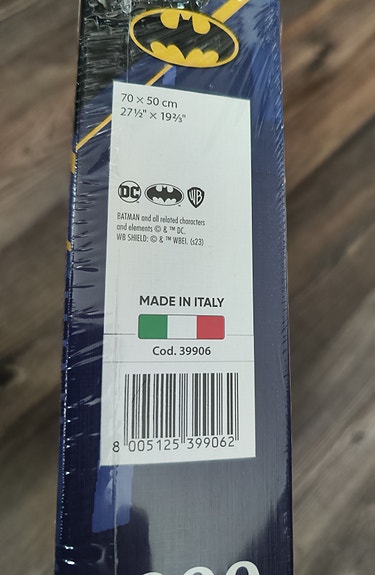 70 × 50 cm
27½" × 19⅔"
DC WB
BATMAN and all related characters
and elements © & ™ DC.
WB SHIELD: © & ™ WBEI. (s23)
MADE IN ITALY
Cod. 39906
8 005125 399062